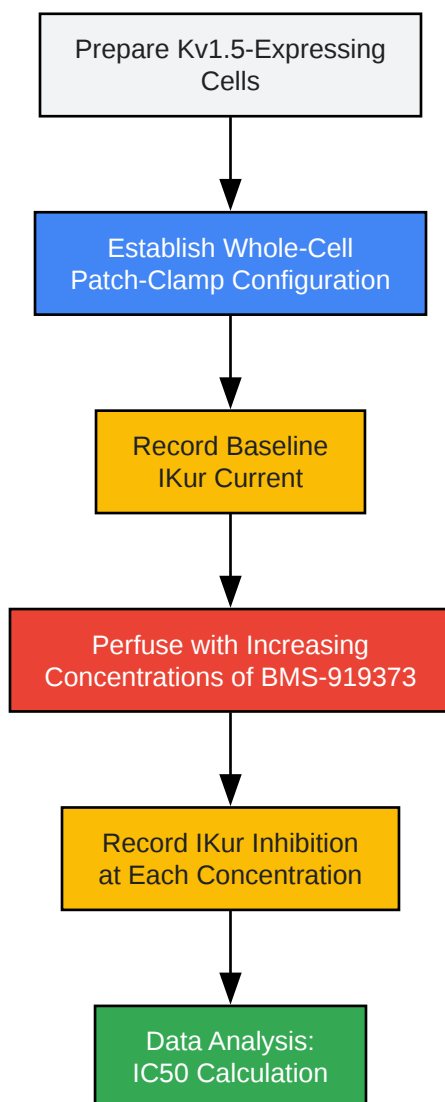 Prepare Kv1.5-Expressing
Cells
Establish Whole-Cell
Patch-Clamp Configuration
Record Baseline
IKur Current
Perfuse with Increasing
Concentrations of BMS-919373
Record IKur Inhibition
at Each Concentration
Data Analysis:
IC50 Calculation